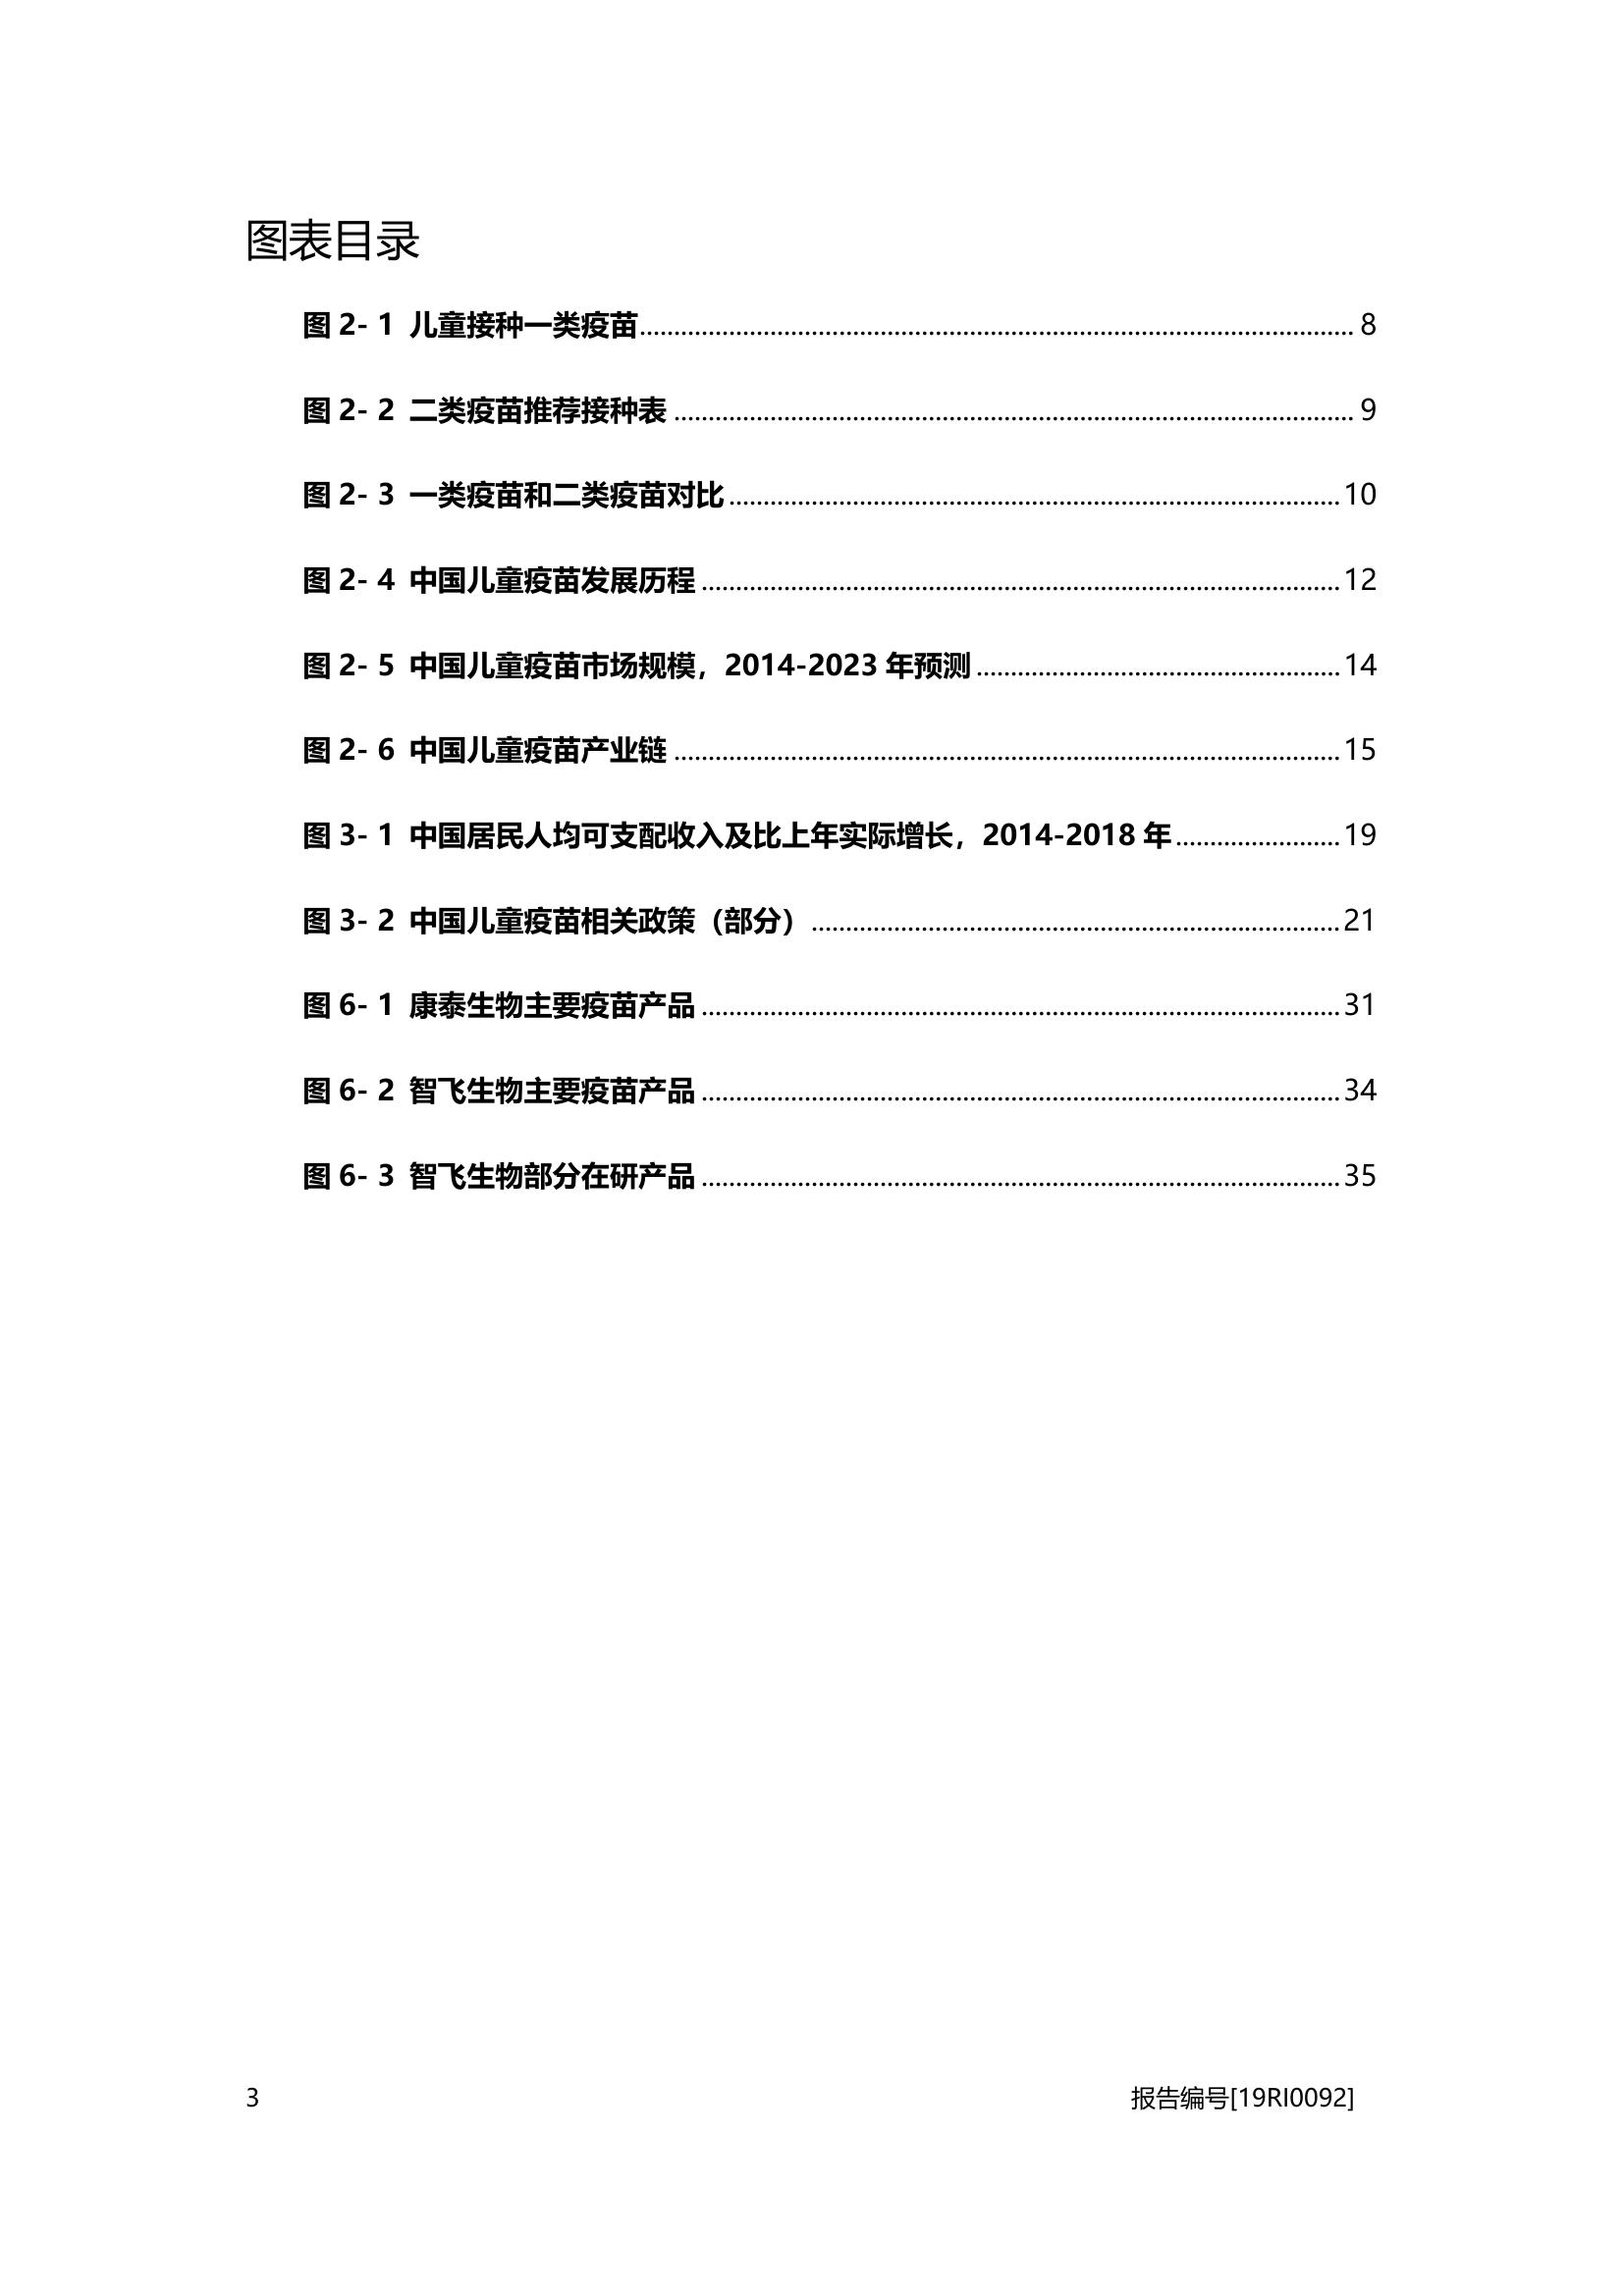 图表目录
图 2- 1 儿童接种一类疫苗 8
图 2- 2 二类疫苗推荐接种表 9
图 2- 3 一类疫苗和二类疫苗对比 10
图 2- 4 中国儿童疫苗发展历程 12
图 2- 5 中国儿童疫苗市场规模，2014-2023 年预测 14
图 2- 6 中国儿童疫苗产业链 15
图 3- 1 中国居民人均可支配收入及比上年实际增长，2014-2018 年 19
图 3- 2 中国儿童疫苗相关政策（部分） 21
图 6- 1 康泰生物主要疫苗产品 31
图 6- 2 智飞生物主要疫苗产品 34
图 6- 3 智飞生物部分在研产品 35
3 报告编号[19RI0092]